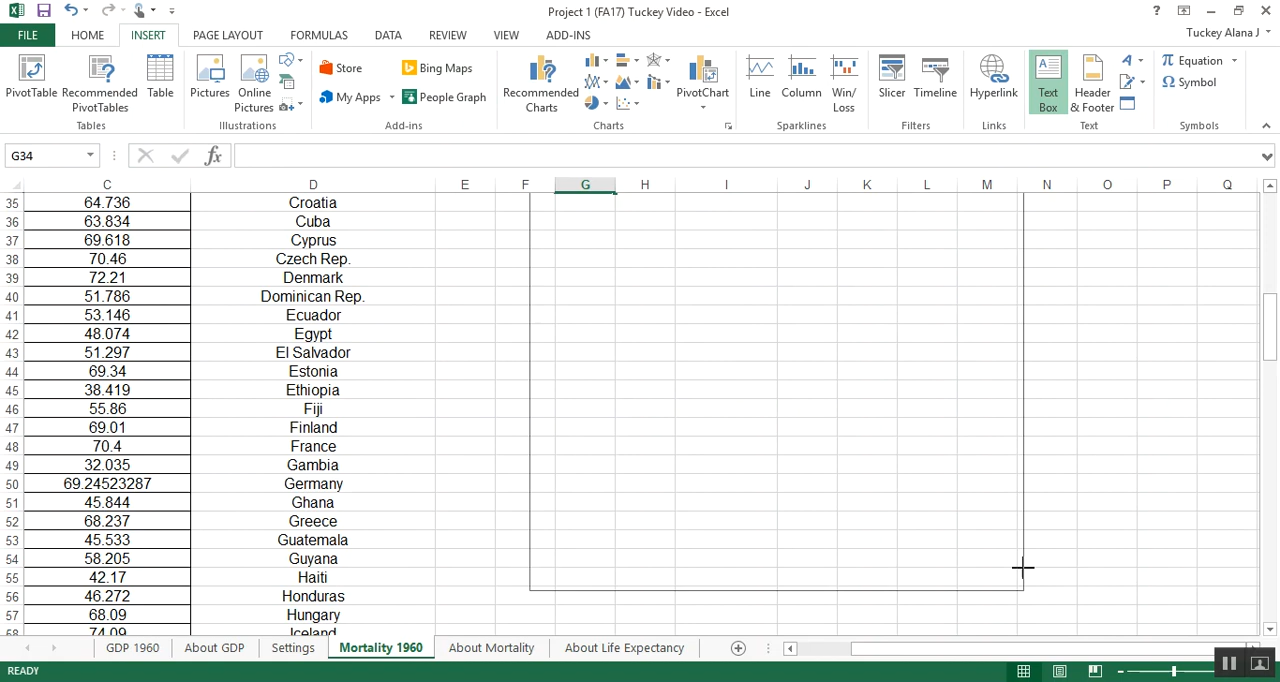 Project 1 (FA17) Tuckey Video - Excel
?
Tuckey Alana J
FILE HOME INSERT PAGE LAYOUT FORMULAS DATA REVIEW VIEW ADD-INS
PivotTable Recommended PivotTables Table
Tables
Pictures Online Pictures
Illustrations
Store
My Apps
Bing Maps
People Graph
Add-ins
Recommended Charts
PivotChart
Charts
Line Column Win/Loss
Sparklines
Slicer Timeline
Filters
Hyperlink
Links
Text Box
Header & Footer
Text
π Equation
Ω Symbol
Symbols
G34
fx
C D E F G H I J K L M N O P Q
35 64.736 Croatia
36 63.834 Cuba
37 69.618 Cyprus
38 70.46 Czech Rep.
39 72.21 Denmark
40 51.786 Dominican Rep.
41 53.146 Ecuador
42 48.074 Egypt
43 51.297 El Salvador
44 69.34 Estonia
45 38.419 Ethiopia
46 55.86 Fiji
47 69.01 Finland
48 70.4 France
49 32.035 Gambia
50 69.24523287 Germany
51 45.844 Ghana
52 68.237 Greece
53 45.533 Guatemala
54 58.205 Guyana
55 42.17 Haiti
56 46.272 Honduras
57 68.09 Hungary
58 74.09 Iceland
GDP 1960 About GDP Settings Mortality 1960 About Mortality About Life Expectancy
READY